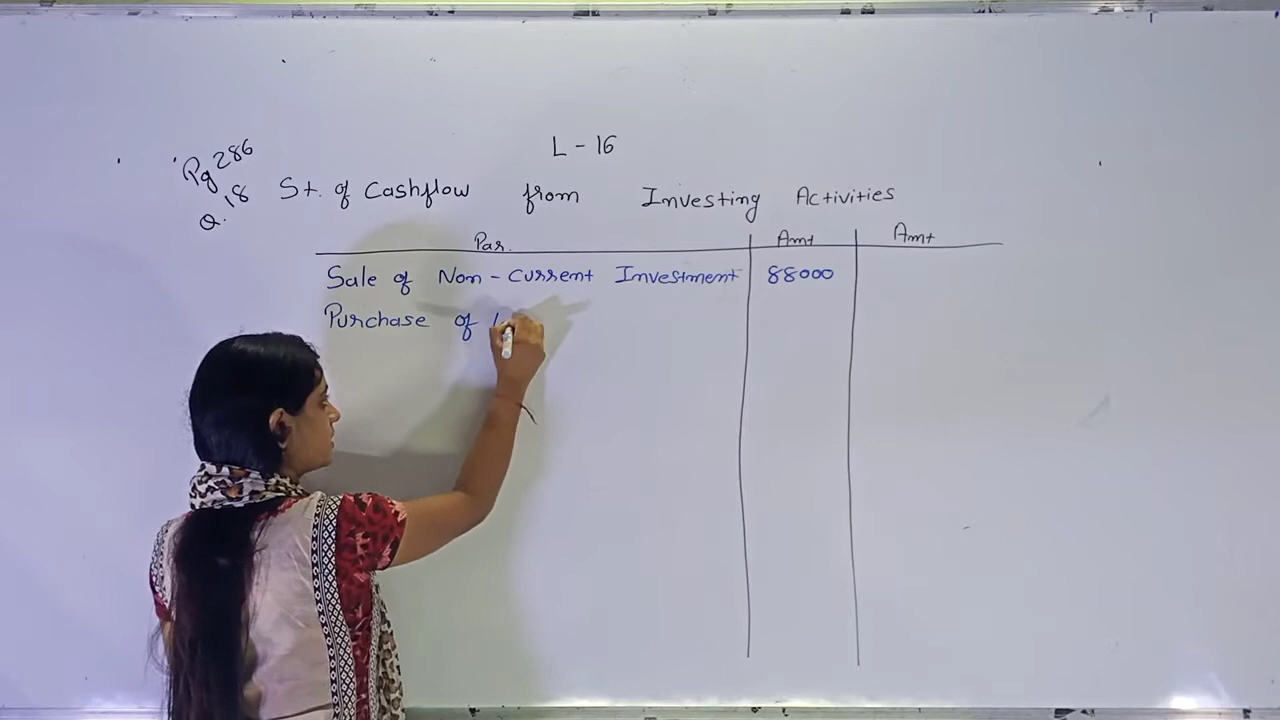 L - 16
Pg 286
Q. 18
St. of Cashflow from Investing Activities
Par. Amt Amt
Sale of Non - Current Investment 88000
Purchase of